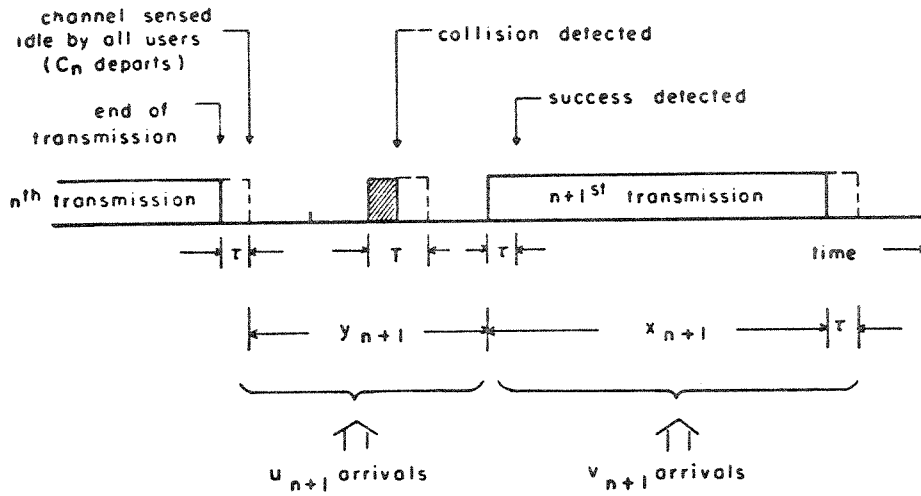 channel sensed
idle by all users
(Cn departs)
collision detected
end of
transmission
success detected
nth transmission
n+1st transmission
τ
T
τ
time
yn+1
xn+1
τ
un+1 arrivals
vn+1 arrivals